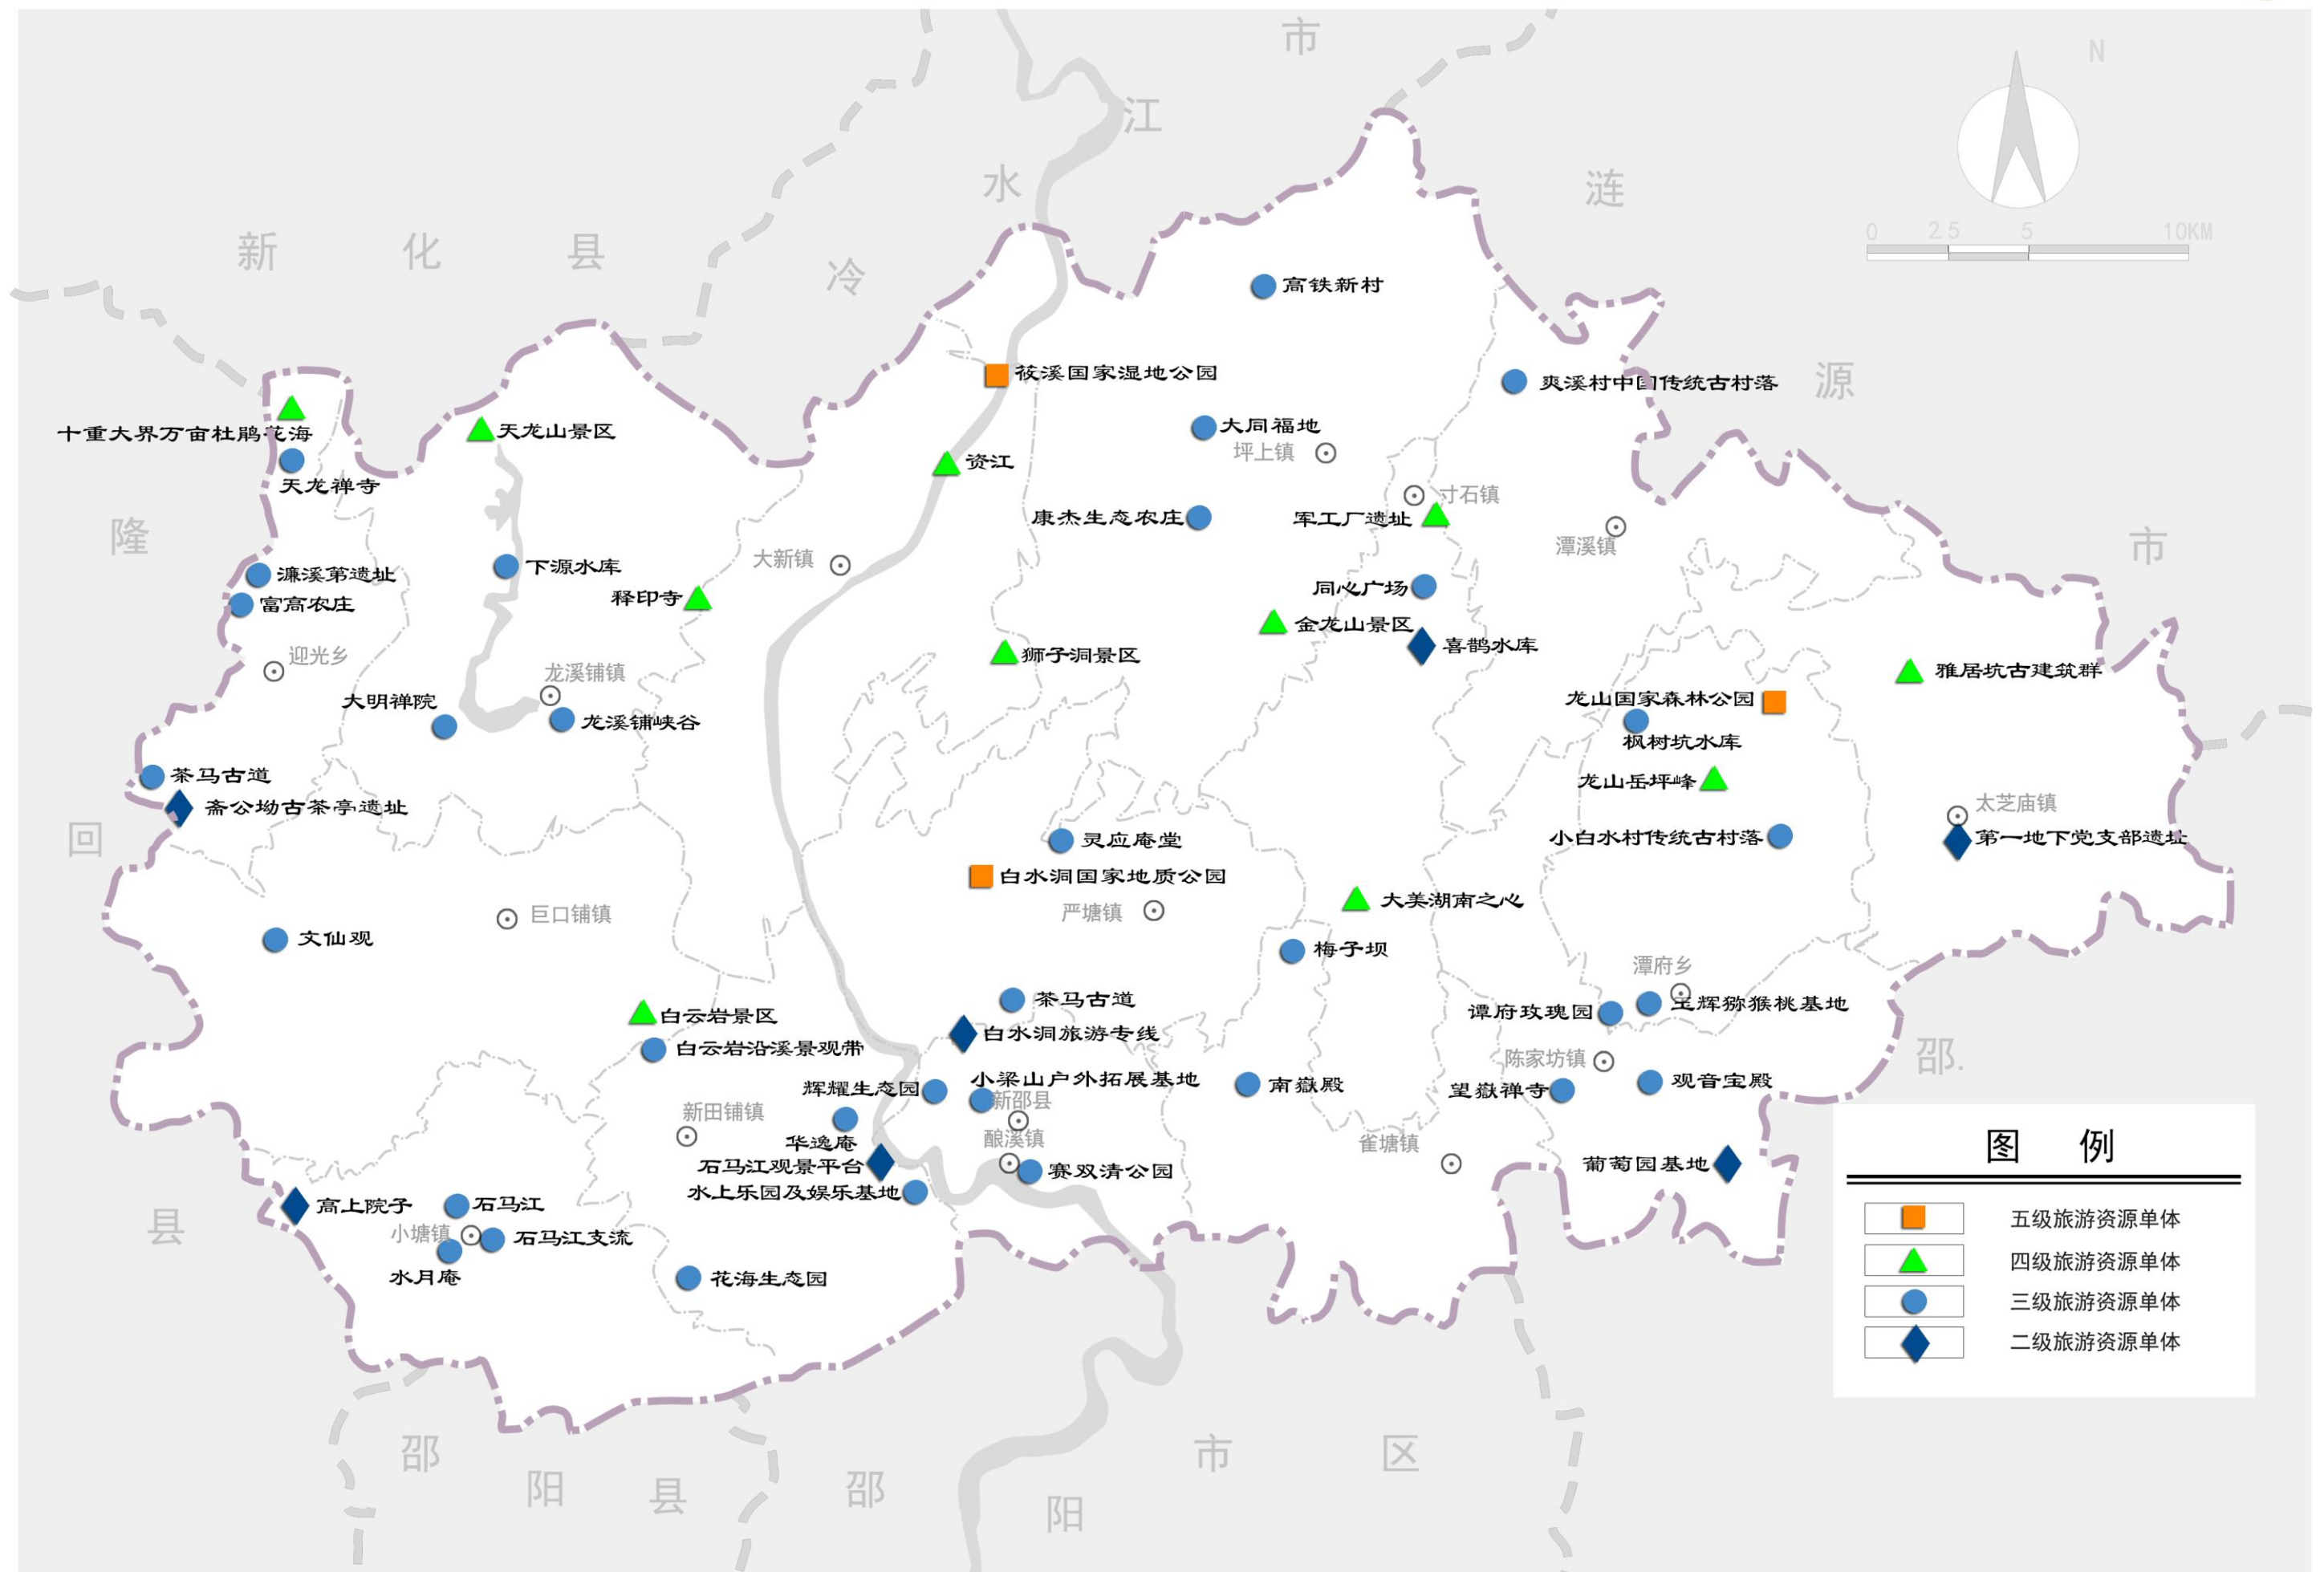 市
江
N
水
涟
0 2.5 5 10KM
新 化 县
冷
高铁新村
筱溪国家湿地公园
爽溪村中国传统古村落
源
十重大界万亩杜鹃花海
天龙山景区
大同福地
坪上镇
资江
天龙禅寺
寸石镇
隆
康杰生态农庄
军工厂遗址
潭溪镇
市
大新镇
濂溪第遗址
下源水库
同心广场
富高农庄
释印寺
金龙山景区
喜鹊水库
迎光乡
狮子洞景区
雅居坑古建筑群
龙溪铺镇
大明禅院
龙溪铺峡谷
龙山国家森林公园
枫树坑水库
茶马古道
龙山岳坪峰
斋公坳古茶亭遗址
太芝庙镇
回
灵应庵堂
小白水村传统古村落
第一地下党支部遗址
白水洞国家地质公园
大美湖南之心
巨口铺镇
严塘镇
文仙观
梅子坝
潭府乡
茶马古道
玉辉猕猴桃基地
白云岩景区
谭府玫瑰园
白水洞旅游专线
白云岩沿溪景观带
陈家坊镇
邵.
辉耀生态园
小梁山户外拓展基地
南嶽殿
望嶽禅寺
观音宝殿
新邵县
新田铺镇
华逸庵
酿溪镇
雀塘镇
石马江观景平台
赛双清公园
葡萄园基地
水上乐园及娱乐基地
高上院子
石马江
县
小塘镇
石马江支流
水月庵
花海生态园
图 例
五级旅游资源单体
四级旅游资源单体
三级旅游资源单体
二级旅游资源单体
邵
阳
县
邵
阳
市
区